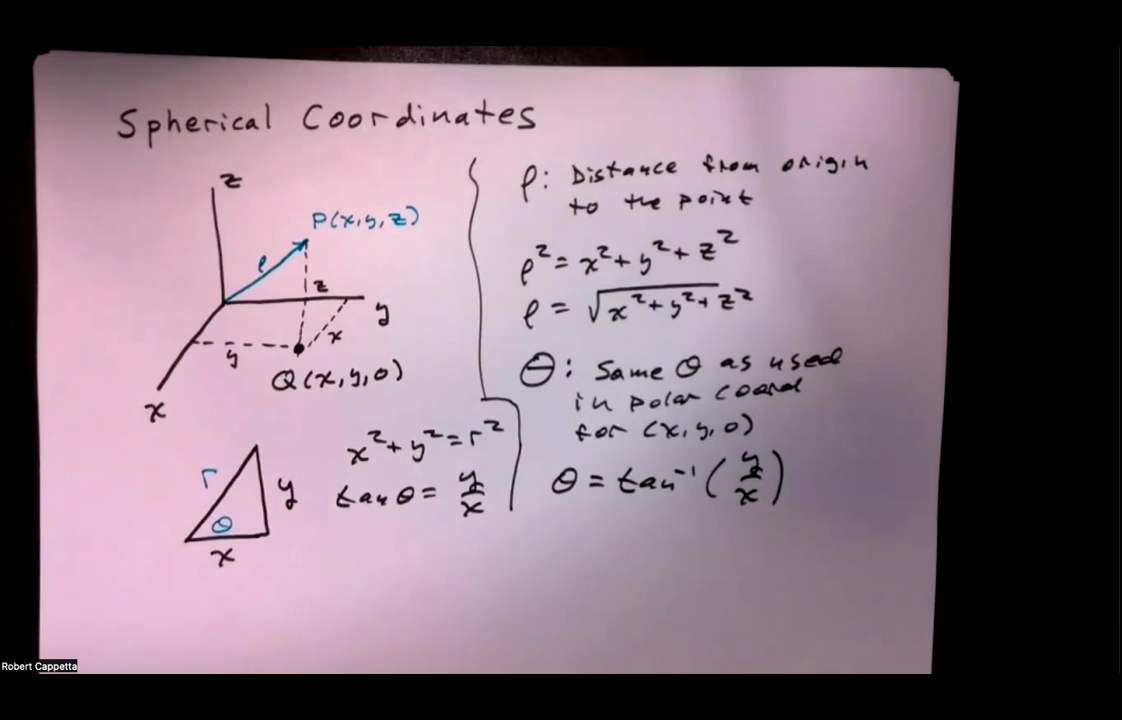 Spherical Coordinates
z
P(x,y,z)
ρ
z
y
x
y
Q(x,y,0)
x
r
y
θ
x
x²+y²=r²
tan θ = y/x
ρ: Distance from origin
to the point
ρ² = x²+y²+z²
ρ = √x²+y²+z²
θ: Same θ as used
in polar coord
for (x,y,0)
θ = tan⁻¹(y/x)
Robert Cappetta